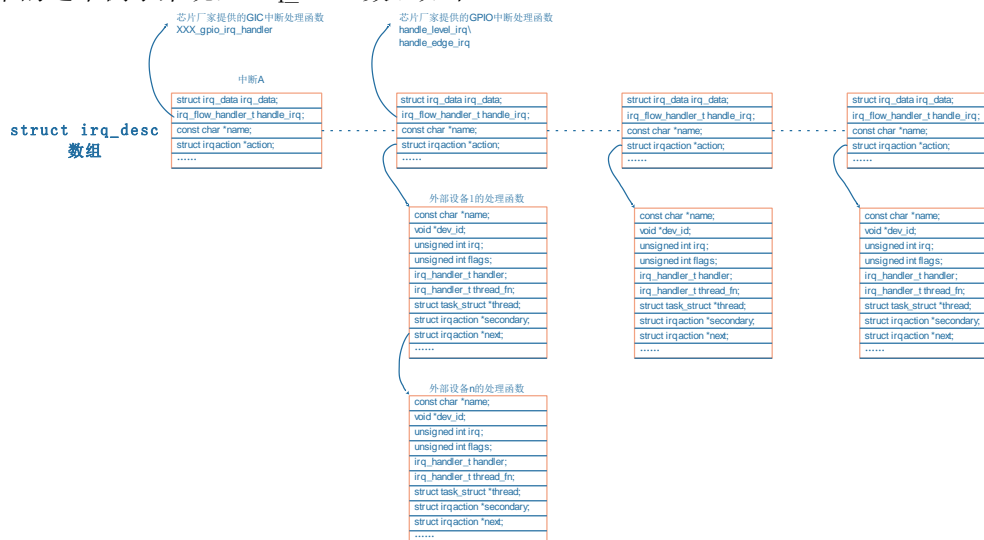 芯片厂家提供的GIC中断处理函数
XXX_gpio_irq_handler
芯片厂家提供的GPIO中断处理函数
handle_level_irq\
handle_edge_irq
中断A
struct irq_desc
数组
struct irq_data irq_data;
irq_flow_handler_t handle_irq;
const char *name;
struct irqaction *action;
······
struct irq_data irq_data;
irq_flow_handler_t handle_irq;
const char *name;
struct irqaction *action;
······
struct irq_data irq_data;
irq_flow_handler_t handle_irq;
const char *name;
struct irqaction *action;
······
struct irq_data irq_data;
irq_flow_handler_t handle_irq;
const char *name;
struct irqaction *action;
······
外部设备1的处理函数
const char *name;
void *dev_id;
unsigned int irq;
unsigned int flags;
irq_handler_t handler;
irq_handler_t thread_fn;
struct task_struct *thread;
struct irqaction *secondary;
struct irqaction *next;
······
const char *name;
void *dev_id;
unsigned int irq;
unsigned int flags;
irq_handler_t handler;
irq_handler_t thread_fn;
struct task_struct *thread;
struct irqaction *secondary;
struct irqaction *next;
······
const char *name;
void *dev_id;
unsigned int irq;
unsigned int flags;
irq_handler_t handler;
irq_handler_t thread_fn;
struct task_struct *thread;
struct irqaction *secondary;
struct irqaction *next;
······
外部设备n的处理函数
const char *name;
void *dev_id;
unsigned int irq;
unsigned int flags;
irq_handler_t handler;
irq_handler_t thread_fn;
struct task_struct *thread;
struct irqaction *secondary;
struct irqaction *next;
······